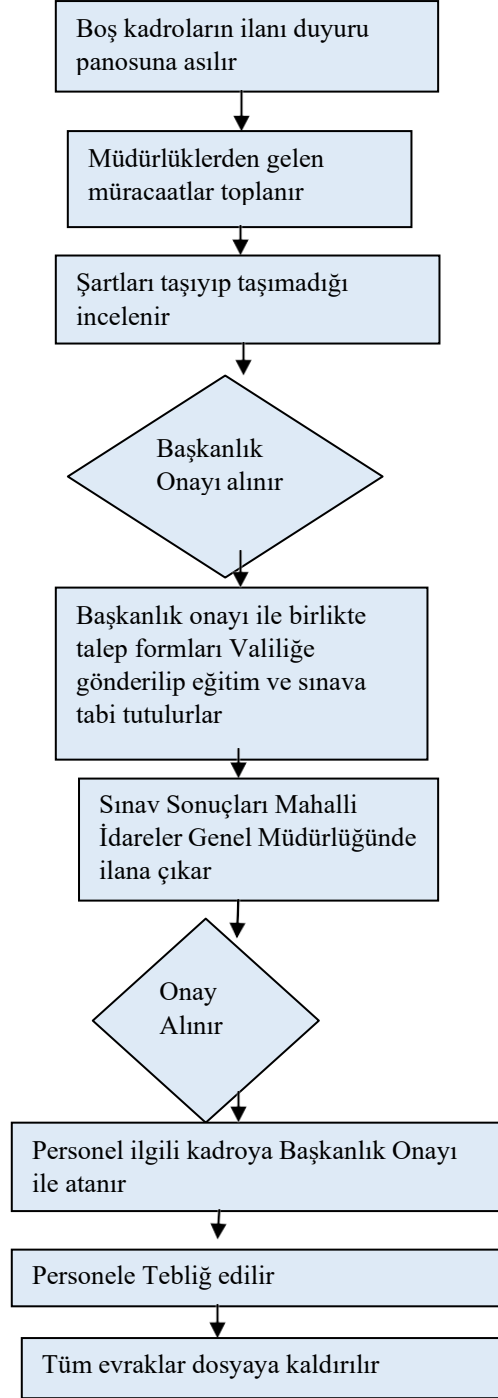 Boş kadroların ilanı duyuru
panosuna asılır
Müdürlüklerden gelen
müracaatlar toplanır
Şartları taşıyıp taşımadığı
incelenir
Başkanlık
Onayı alınır
Başkanlık onayı ile birlikte
talep formları Valiliğe
gönderilip eğitim ve sınava
tabi tutulurlar
Sınav Sonuçları Mahalli
İdareler Genel Müdürlüğünde
ilana çıkar
Onay
Alınır
Personel ilgili kadroya Başkanlık Onayı
ile atanır
Personele Tebliğ edilir
Tüm evraklar dosyaya kaldırılır